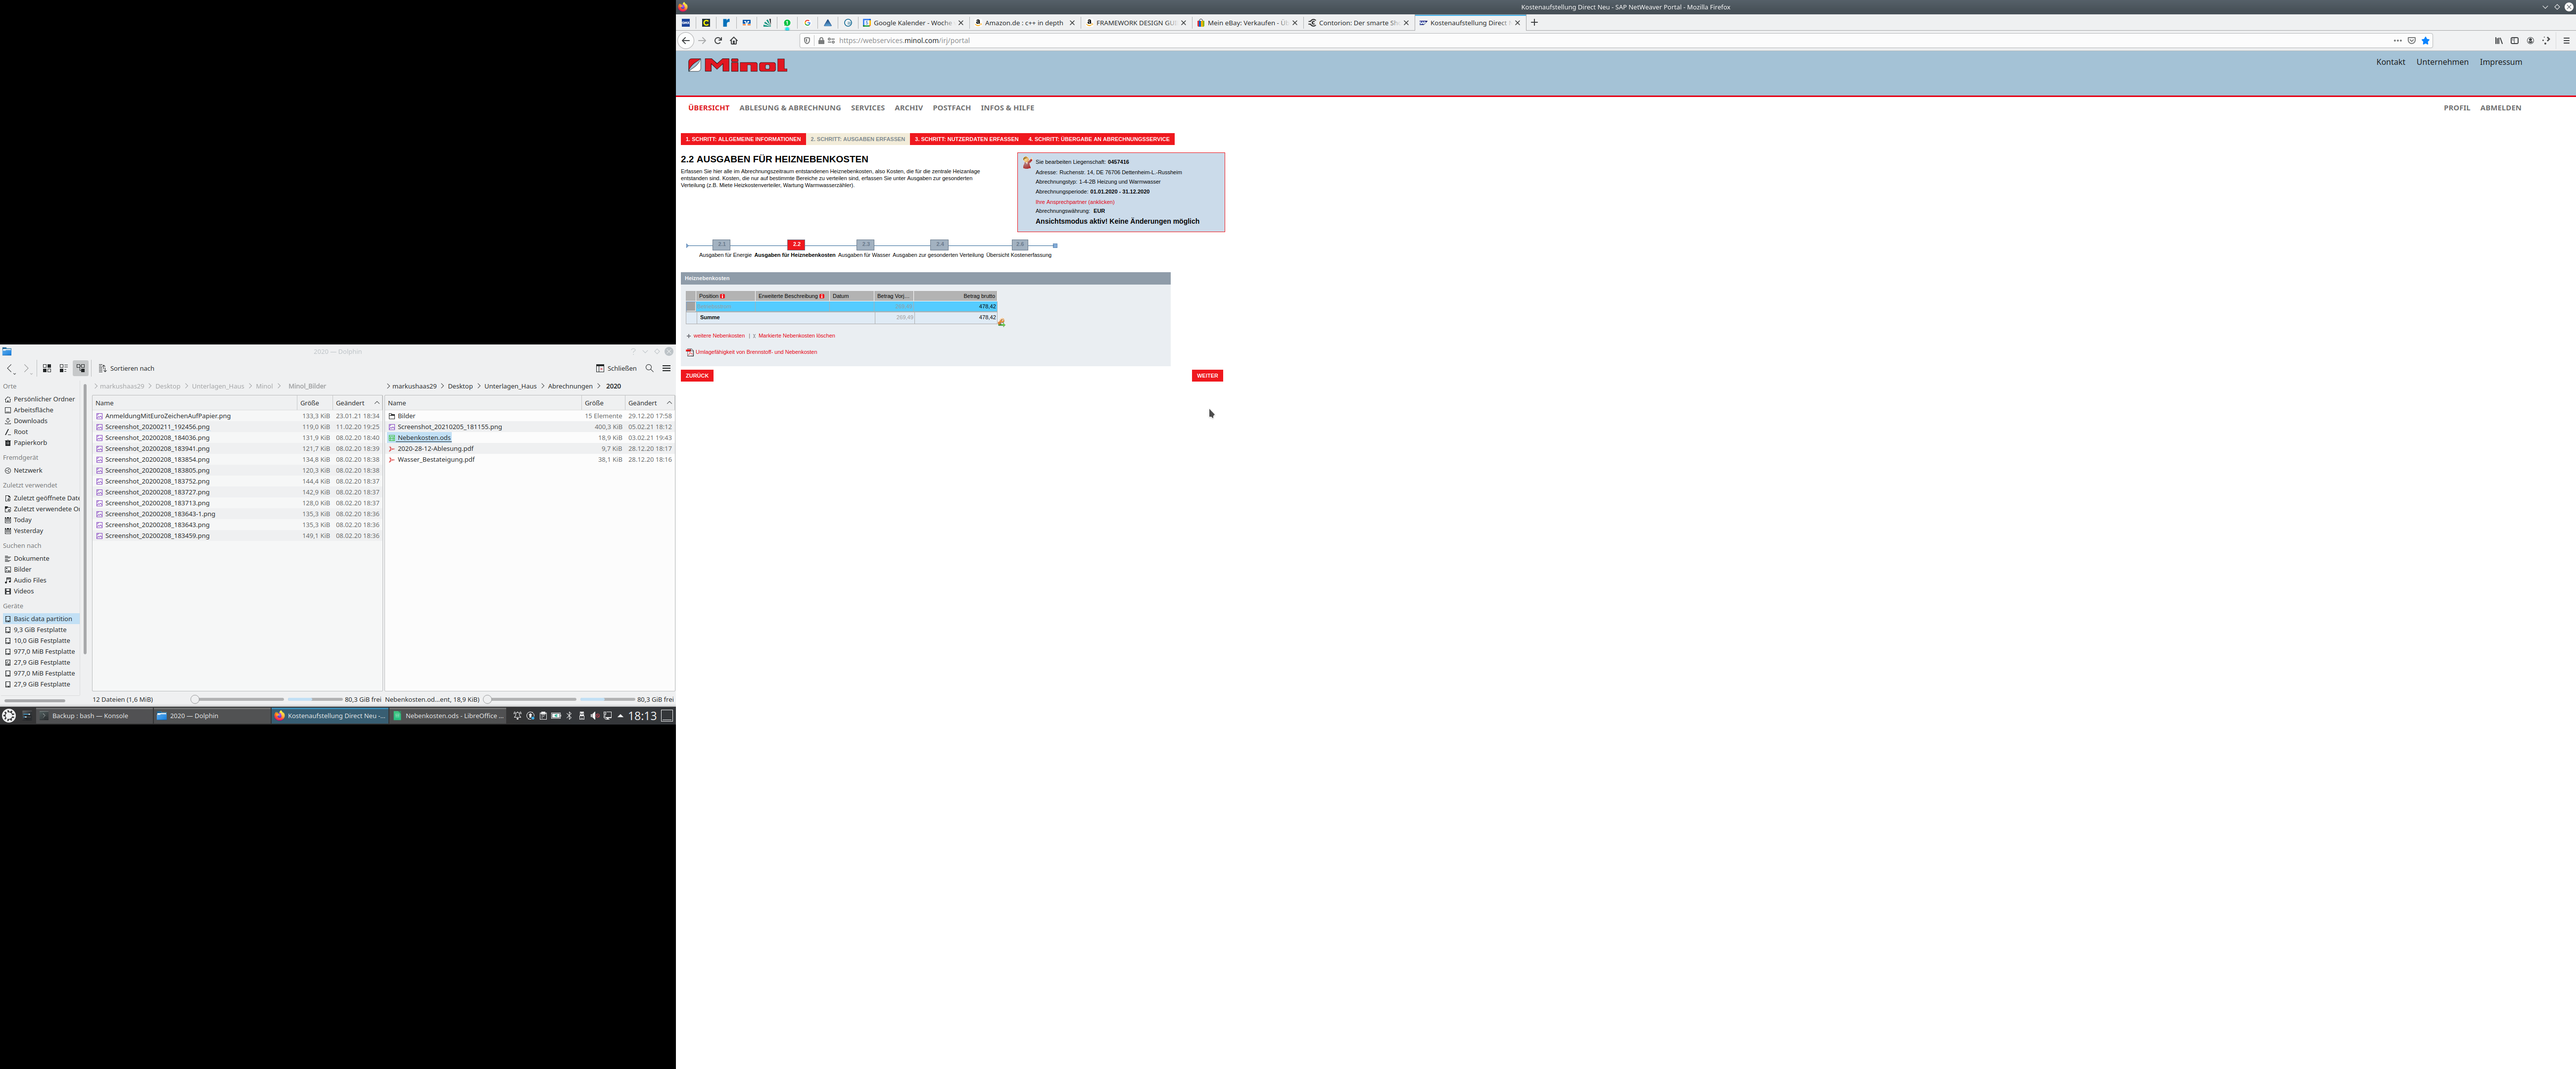 Kostenaufstellung Direct Neu - SAP NetWeaver Portal - Mozilla Firefox
Google Kalender - Woche
Amazon.de : c++ in depth
FRAMEWORK DESIGN GU
Mein eBay: Verkaufen - Üb
Contorion: Der smarte Sh
Kostenaufstellung Direct
https://webservices.minol.com/irj/portal
Minol
Kontakt Unternehmen Impressum
ÜBERSICHT ABLESUNG & ABRECHNUNG SERVICES ARCHIV POSTFACH INFOS & HILFE
PROFIL ABMELDEN
1. SCHRITT: ALLGEMEINE INFORMATIONEN 2. SCHRITT: AUSGABEN ERFASSEN 3. SCHRITT: NUTZERDATEN ERFASSEN 4. SCHRITT: ÜBERGABE AN ABRECHNUNGSSERVICE
2.2 AUSGABEN FÜR HEIZNEBENKOSTEN
Erfassen Sie hier alle im Abrechnungszeitraum entstandenen Heiznebenkosten, also Kosten, die für die zentrale Heizanlage
entstanden sind. Kosten, die nur auf bestimmte Bereiche zu verteilen sind, erfassen Sie unter Ausgaben zur gesonderten
Verteilung (z.B. Miete Heizkostenverteiler, Wartung Warmwasserzähler).
Sie bearbeiten Liegenschaft: 0457416
Adresse: Ruchenstr. 14, DE 76706 Dettenheim-L.-Russheim
Abrechnungstyp: 1-4-2B Heizung und Warmwasser
Abrechnungsperiode: 01.01.2020 - 31.12.2020
Ihre Ansprechpartner (anklicken)
Abrechnungswährung: EUR
Ansichtsmodus aktiv! Keine Änderungen möglich
2.1 2.2 2.3 2.4 2.5
Ausgaben für Energie Ausgaben für Heiznebenkosten Ausgaben für Wasser Ausgaben zur gesonderten Verteilung Übersicht Kostenerfassung
Heiznebenkosten
Position Erweiterte Beschreibung Datum Betrag Vorj... Betrag brutto
478,42
Summe 269,49 478,42
weitere Nebenkosten | Markierte Nebenkosten löschen
Umlagefähigkeit von Brennstoff- und Nebenkosten
ZURÜCK
WEITER
2020 — Dolphin
Sortieren nach
Schließen
Orte
Persönlicher Ordner
Arbeitsfläche
Downloads
Root
Papierkorb
Fremdgerät
Netzwerk
Zuletzt verwendet
Zuletzt geöffnete Date
Zuletzt verwendete Or
Today
Yesterday
Suchen nach
Dokumente
Bilder
Audio Files
Videos
Geräte
Basic data partition
9,3 GiB Festplatte
10,0 GiB Festplatte
977,0 MiB Festplatte
27,9 GiB Festplatte
977,0 MiB Festplatte
27,9 GiB Festplatte
markushaas29 Desktop Unterlagen_Haus Minol Minol_Bilder
Name Größe Geändert
AnmeldungMitEuroZeichenAufPapier.png 133,3 KiB 23.01.21 18:34
Screenshot_20200211_192456.png 119,0 KiB 11.02.20 19:25
Screenshot_20200208_184036.png 131,9 KiB 08.02.20 18:40
Screenshot_20200208_183941.png 121,7 KiB 08.02.20 18:39
Screenshot_20200208_183854.png 134,8 KiB 08.02.20 18:38
Screenshot_20200208_183805.png 120,3 KiB 08.02.20 18:38
Screenshot_20200208_183752.png 144,4 KiB 08.02.20 18:37
Screenshot_20200208_183727.png 142,9 KiB 08.02.20 18:37
Screenshot_20200208_183713.png 128,0 KiB 08.02.20 18:37
Screenshot_20200208_183643-1.png 135,3 KiB 08.02.20 18:36
Screenshot_20200208_183643.png 135,3 KiB 08.02.20 18:36
Screenshot_20200208_183459.png 149,1 KiB 08.02.20 18:36
12 Dateien (1,6 MiB) 80,3 GiB frei
markushaas29 Desktop Unterlagen_Haus Abrechnungen 2020
Name Größe Geändert
Bilder 15 Elemente 29.12.20 17:58
Screenshot_20210205_181155.png 400,3 KiB 05.02.21 18:12
Nebenkosten.ods 18,9 KiB 03.02.21 19:43
2020-28-12-Ablesung.pdf 9,7 KiB 28.12.20 18:17
Wasser_Bestateigung.pdf 38,1 KiB 28.12.20 18:16
Nebenkosten.od...ent, 18,9 KiB) 80,3 GiB frei
Backup : bash — Konsole
2020 — Dolphin
Kostenaufstellung Direct Neu -...
Nebenkosten.ods - LibreOffice ...
18:13